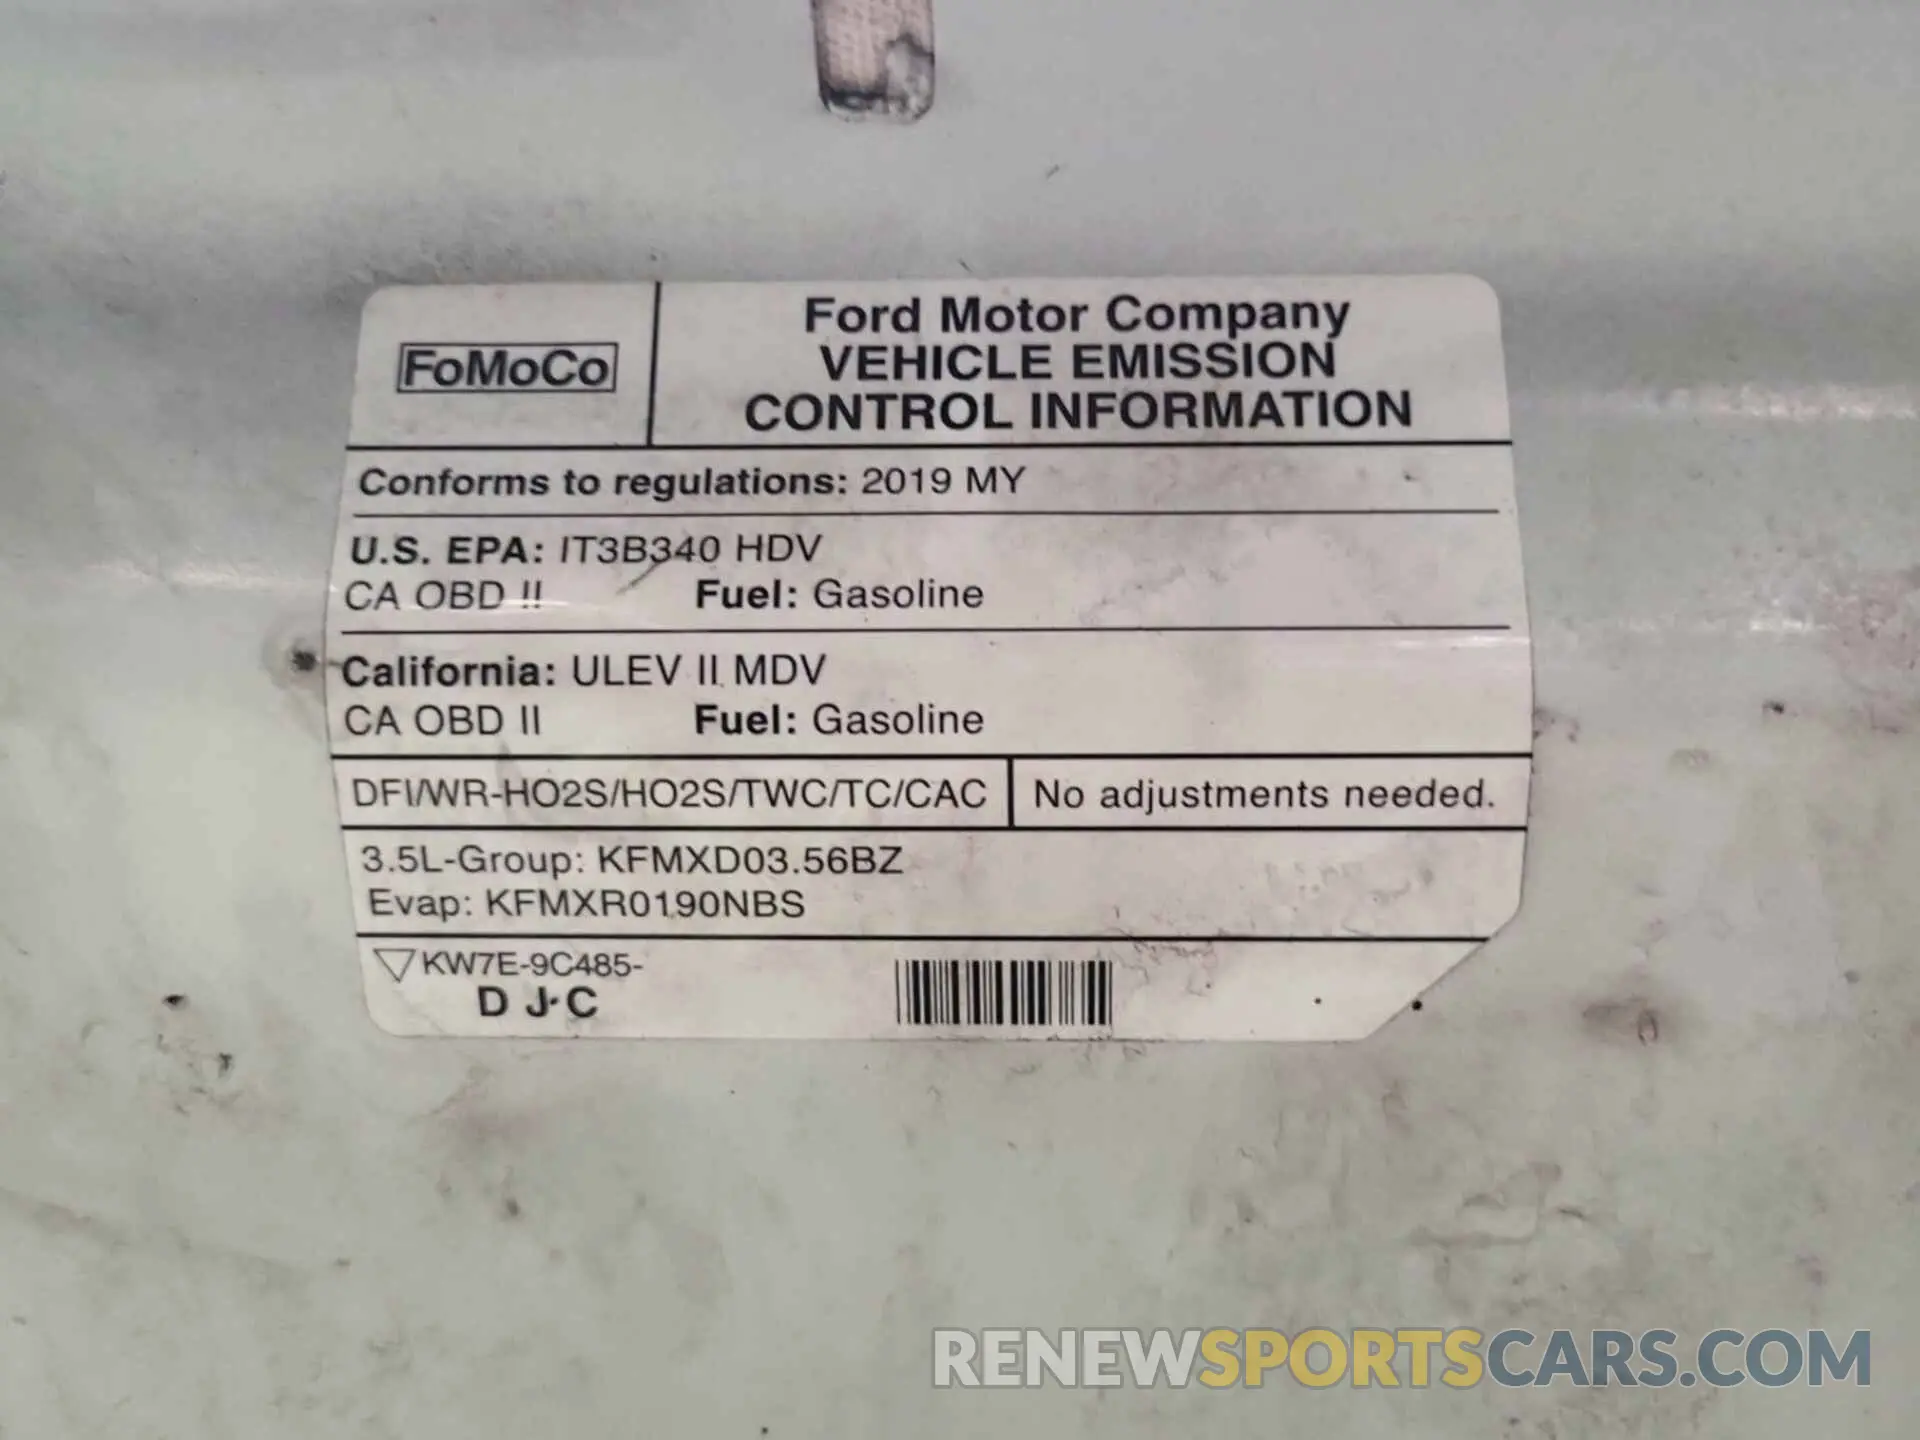 FoMoCo
Ford Motor Company
VEHICLE EMISSION
CONTROL INFORMATION
Conforms to regulations: 2019 MY
U.S. EPA: IT3B340 HDV
CA OBD II Fuel: Gasoline
California: ULEV II MDV
CA OBD II Fuel: Gasoline
DFI/WR-HO2S/HO2S/TWC/TC/CAC
No adjustments needed.
3.5L-Group: KFMXD03.56BZ
Evap: KFMXR0190NBS
KW7E-9C485-
D J·C
RENEWSPORTSCARS.COM